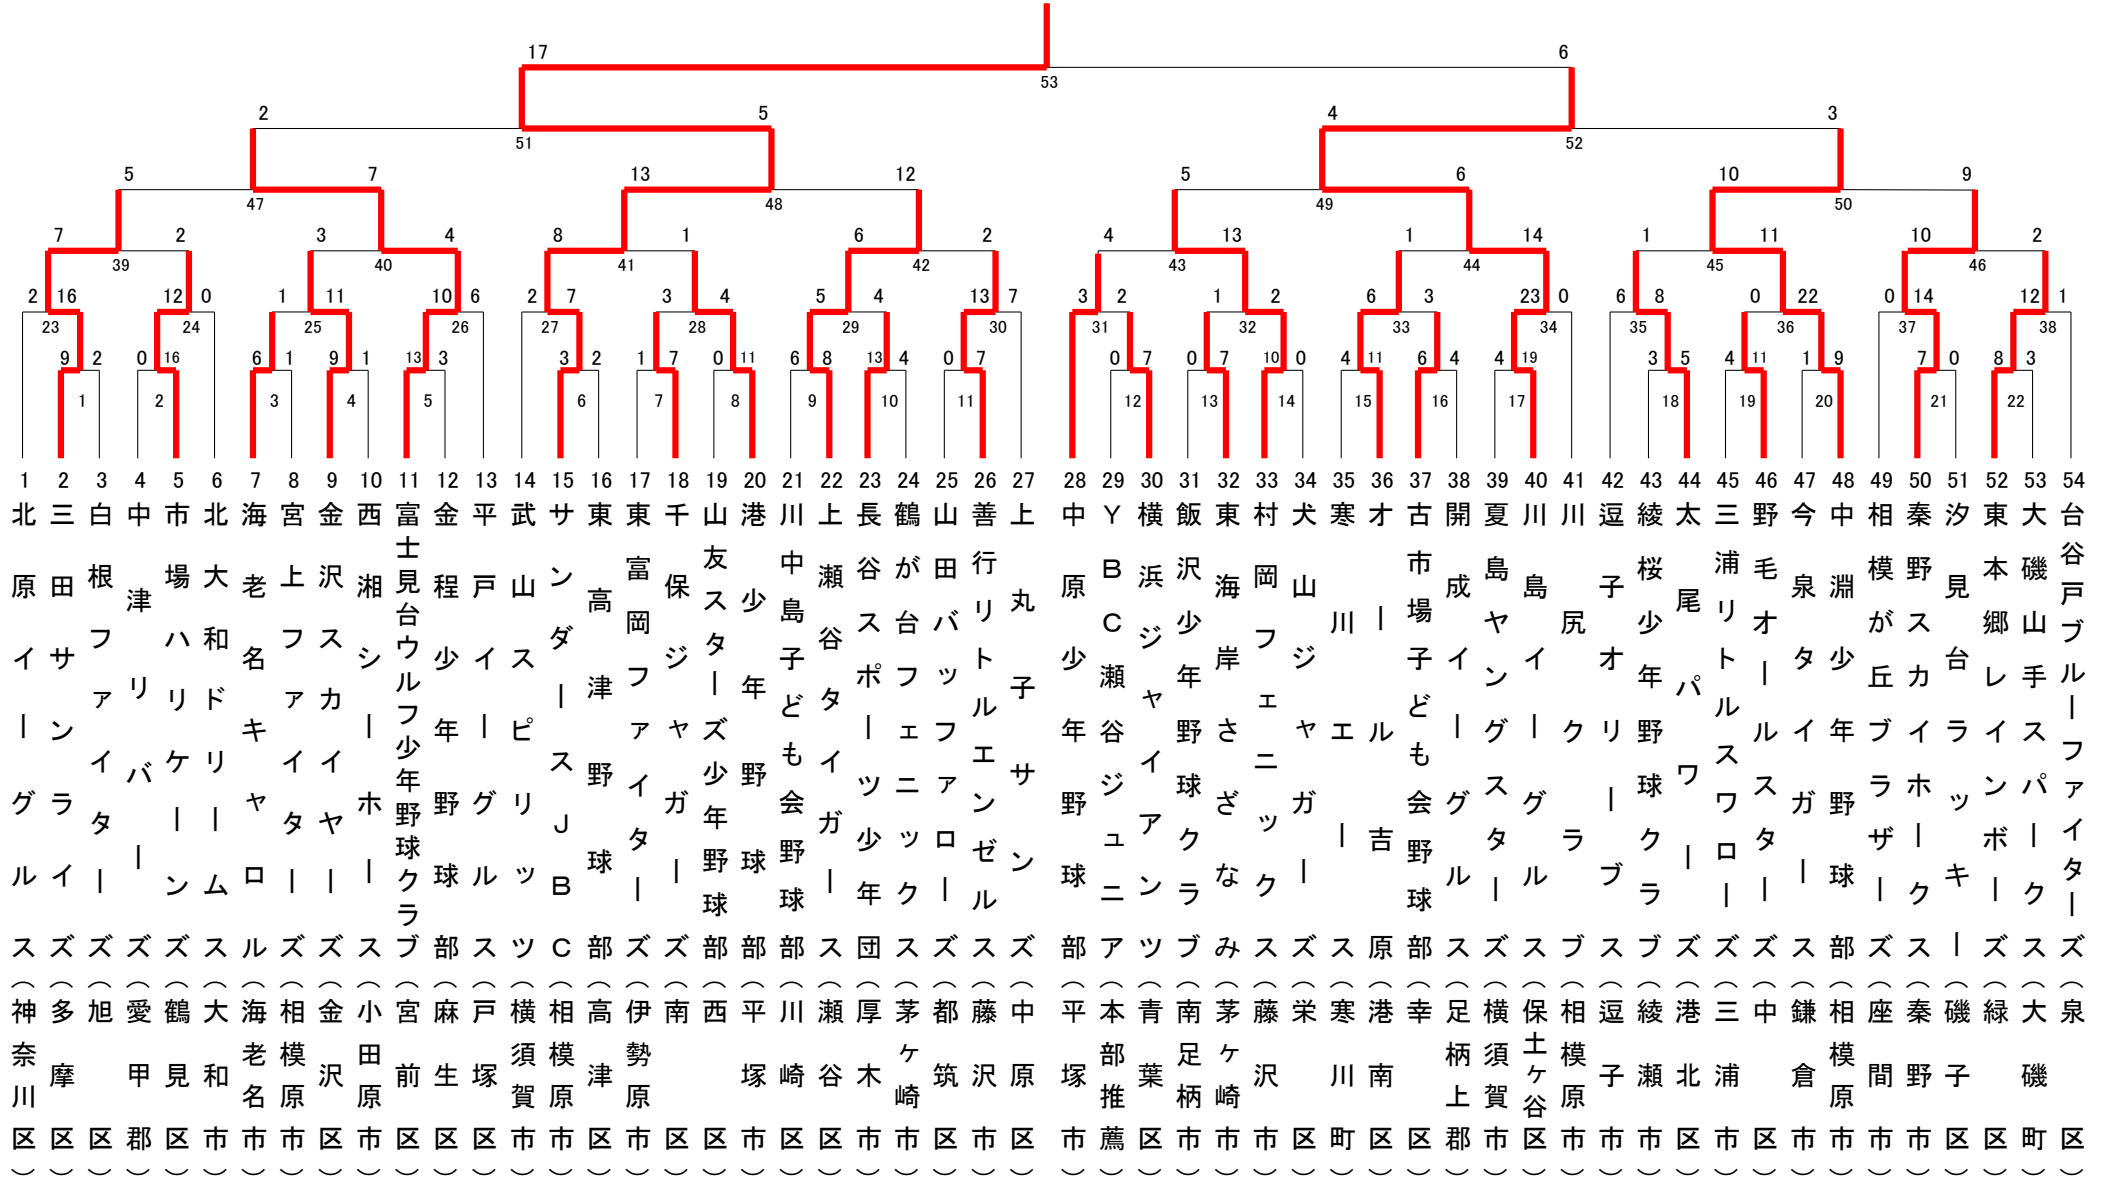 17 6
53
2 5 4 3
51 52
5 7 13 12 5 6 10 9
47 48 49 50
7 2 3 4 8 1 6 2 4 13 1 14 1 11 10 2
39 40 41 42 43 44 45 46
2 16 12 0 1 11 10 6 2 7 3 4 5 4 13 7 3 2 1 2 6 3 23 0 6 8 0 22 0 14 12 1
23 24 25 26 27 28 29 30 31 32 33 34 35 36 37 38
9 2 0 16 6 1 9 1 13 3 3 2 1 7 0 11 6 8 13 4 0 7 0 7 0 7 10 0 4 11 6 4 4 19 3 5 4 11 1 9 7 0 8 3
1 2 3 4 5 6 7 8 9 10 11 12 13 14 15 16 17 18 19 20 21 22
1 北原イーグルス(神奈川区)
2 三田サンライズ(多摩区)
3 白根ファイターズ(旭区)
4 中津リバーズ(愛甲郡)
5 市場ハリケーンズ(鶴見区)
6 北大和ドリームス(大和市)
7 海老名キャロル(海老名市)
8 宮上ファイターズ(相模原市)
9 金沢スカイヤーズ(金沢区)
10 西湘シーホース(小田原市)
11 富士見台ウルフ少年野球クラブ(宮前区)
12 金程少年野球部(麻生区)
13 平戸イーグルス(戸塚区)
14 武山スピリッツ(横須賀市)
15 サンダースJBC(相模原市)
16 東高津野球部(高津区)
17 東富岡ファイターズ(伊勢原市)
18 千保ジャガーズ(南区)
19 山友スターズ少年野球部(西区)
20 港少年野球部(平塚市)
21 川中島子ども会野球部(川崎区)
22 上瀬谷タイガース(瀬谷区)
23 長谷スポーツ少年団(厚木市)
24 鶴が台フェニックス(茅ヶ崎市)
25 山田バッファローズ(都筑区)
26 善行リトルエンゼルス(藤沢市)
27 上丸子サンズ(中原区)
28 中原少年野球部(平塚市)
29 YBC瀬谷ジュニア(本部推薦)
30 横浜ジャイアンツ(青葉区)
31 飯沢少年野球クラブ(南足柄市)
32 東海岸さざなみ(茅ヶ崎市)
33 村岡フェニックス(藤沢市)
34 犬山ジャガーズ(栄区)
35 寒川エース(寒川町)
36 オール吉原(港南区)
37 古市場子ども会野球部(幸区)
38 開成イーグルス(足柄上郡)
39 夏島ヤングスターズ(横須賀市)
40 川島イーグルス(保土ヶ谷区)
41 川尻クラブ(相模原市)
42 逗子オリーブス(逗子市)
43 綾桜少年野球クラブ(綾瀬市)
44 太尾パワーズ(港北区)
45 三浦リトルスワローズ(三浦市)
46 野毛オールスターズ(中区)
47 今泉タイガース(鎌倉市)
48 中淵少年野球部(相模原市)
49 相模が丘ブラザーズ(座間市)
50 秦野スカイホークス(秦野市)
51 汐見台ラッキー(磯子区)
52 東本郷レインボーズ(緑区)
53 大磯山手スパークス(大磯町)
54 台谷戸ブルーファイターズ(泉区)